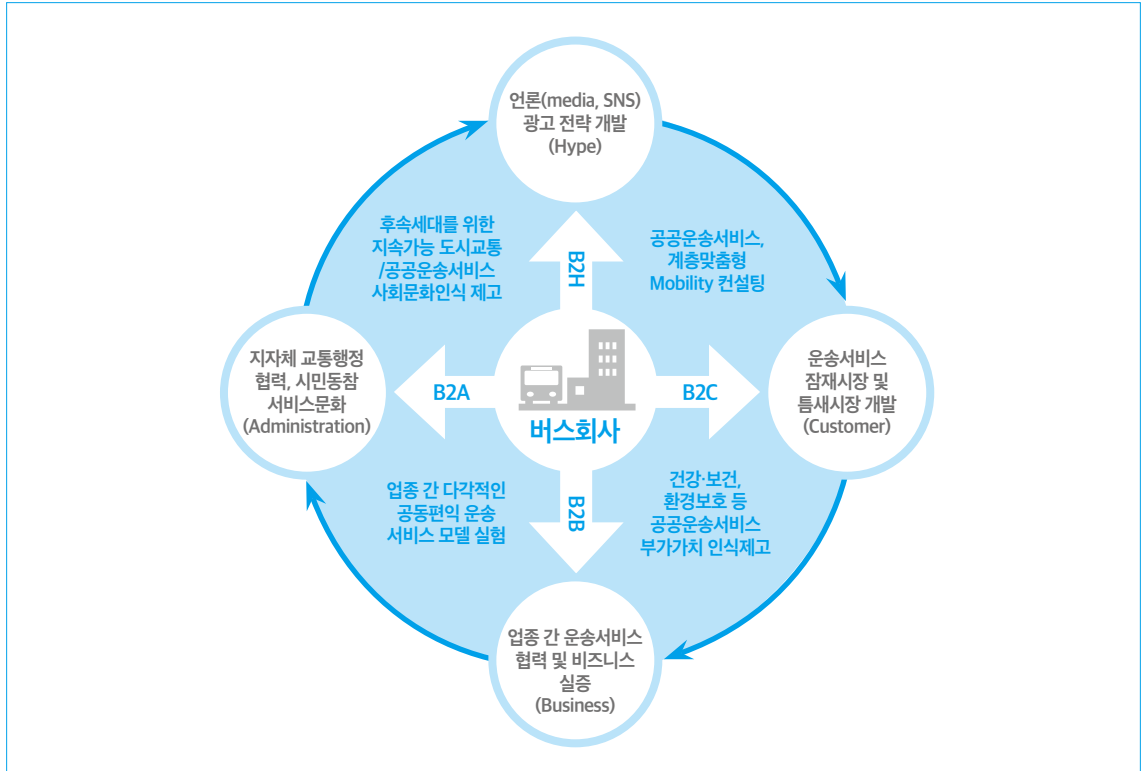 언론(media, SNS)
광고 전략 개발
(Hype)
후속세대를 위한
지속가능 도시교통
/공공운송서비스
사회문화인식 제고
B2H
공공운송서비스,
계층맞춤형
Mobility 컨설팅
지자체 교통행정
협력, 시민동참
서비스문화
(Administration)
B2A
버스회사
B2C
운송서비스
잠재시장 및
틈새시장 개발
(Customer)
업종 간 다각적인
공동편익 운송
서비스 모델 실험
B2B
건강·보건,
환경보호 등
공공운송서비스
부가가치 인식제고
업종 간 운송서비스
협력 및 비즈니스
실증
(Business)